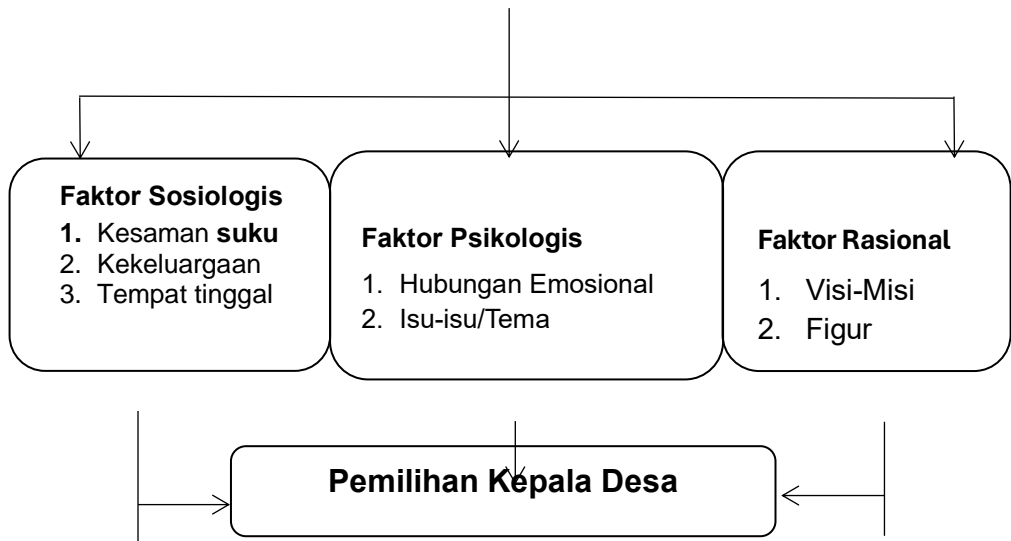 Faktor Sosiologis
1. Kesaman suku
2. Kekeluargaan
3. Tempat tinggal
Faktor Psikologis
1. Hubungan Emosional
2. Isu-isu/Tema
Faktor Rasional
1. Visi-Misi
2. Figur
Pemilihan Kepala Desa